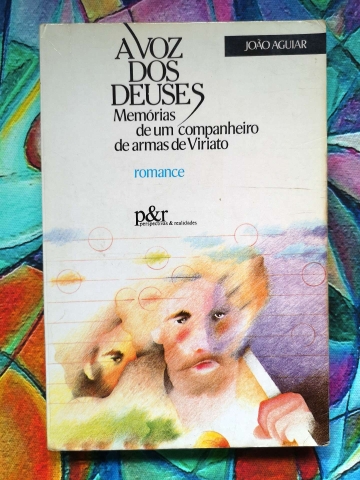 JOÃO AGUIAR
A VOZ
DOS
DEUSES
Memórias
de um companheiro
de armas de Viriato
romance
p&r
perspectivas & realidades